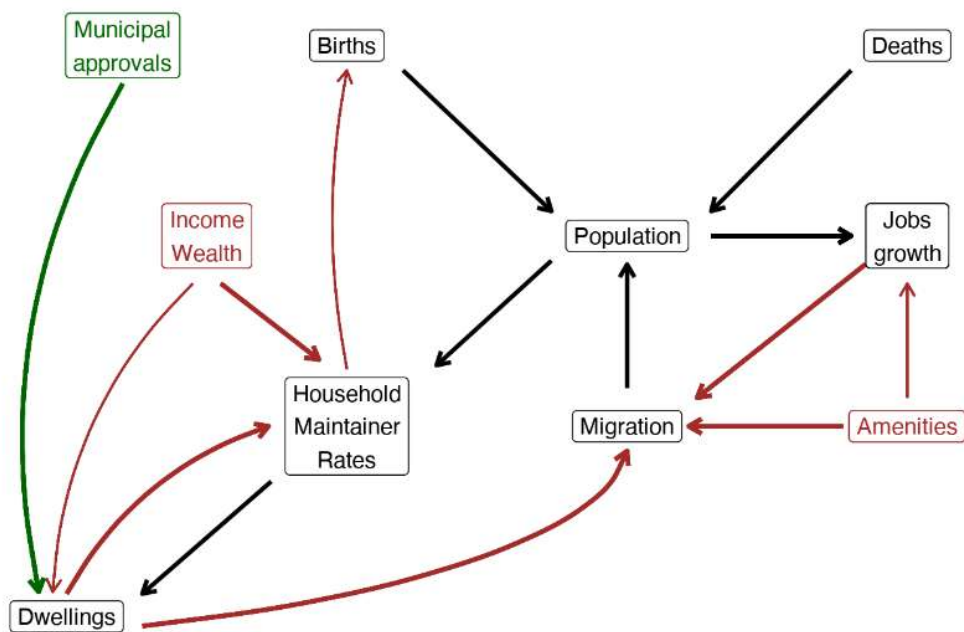 Municipal
approvals
Births
Deaths
Income
Wealth
Population
Jobs
growth
Household
Maintainer
Rates
Migration
Amenities
Dwellings